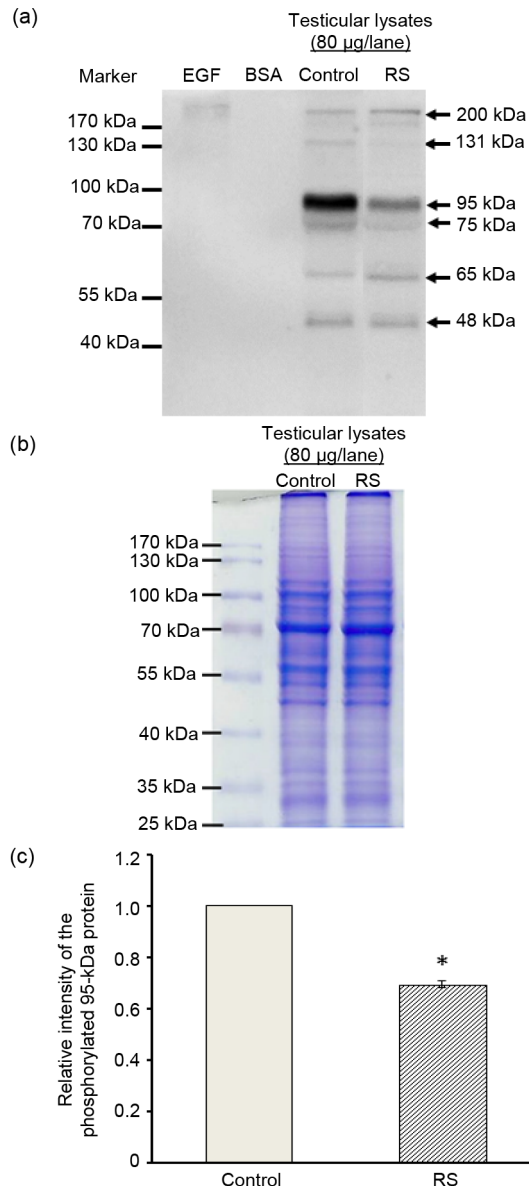 (a)
Testicular lysates
(80 µg/lane)
Marker EGF BSA Control RS
170 kDa
130 kDa
100 kDa
70 kDa
55 kDa
40 kDa
200 kDa
131 kDa
95 kDa
75 kDa
65 kDa
48 kDa
(b)
Testicular lysates
(80 µg/lane)
Control RS
170 kDa
130 kDa
100 kDa
70 kDa
55 kDa
40 kDa
35 kDa
25 kDa
(c)
Relative intensity of the
phosphorylated 95-kDa protein
1.2
1.0
0.8
0.6
0.4
0.2
0
*
Control RS